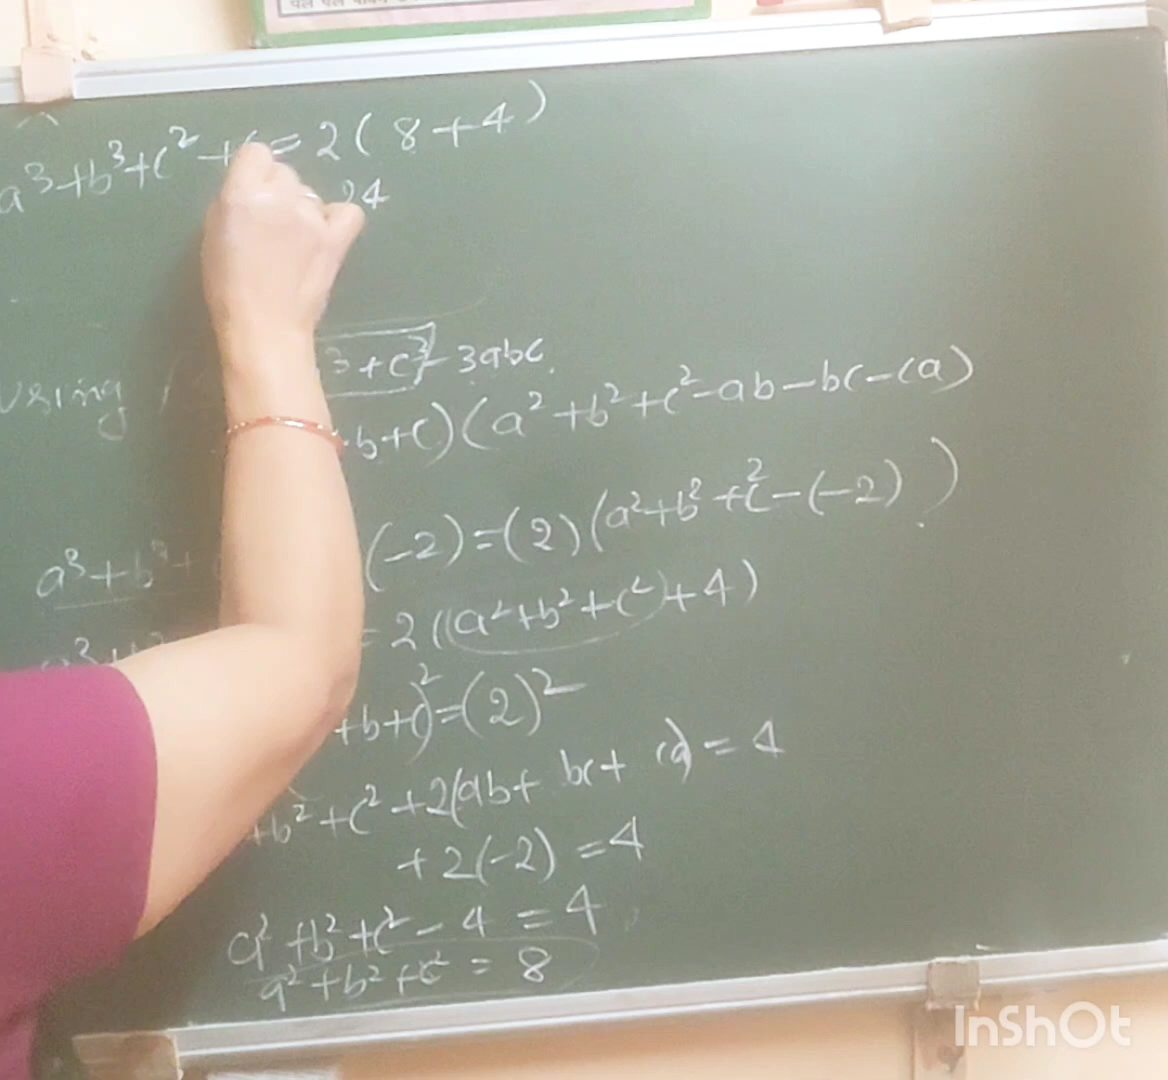 a³+b³+c² + = 2(8+4)
24
using
³+c³- 3abc
b+c)(a²+b²+c²-ab-bc-ca)
a³+b³+ (-2)=(2)(a²+b²+c²-(-2))
= 2((a²+b²+c²)+4)
+b+c)²=(2)²
+b²+c²+2(ab+ bc+ ca)=4
+2(-2)=4
a²+b²+c²-4=4
a²+b²+c²=8
InShOt